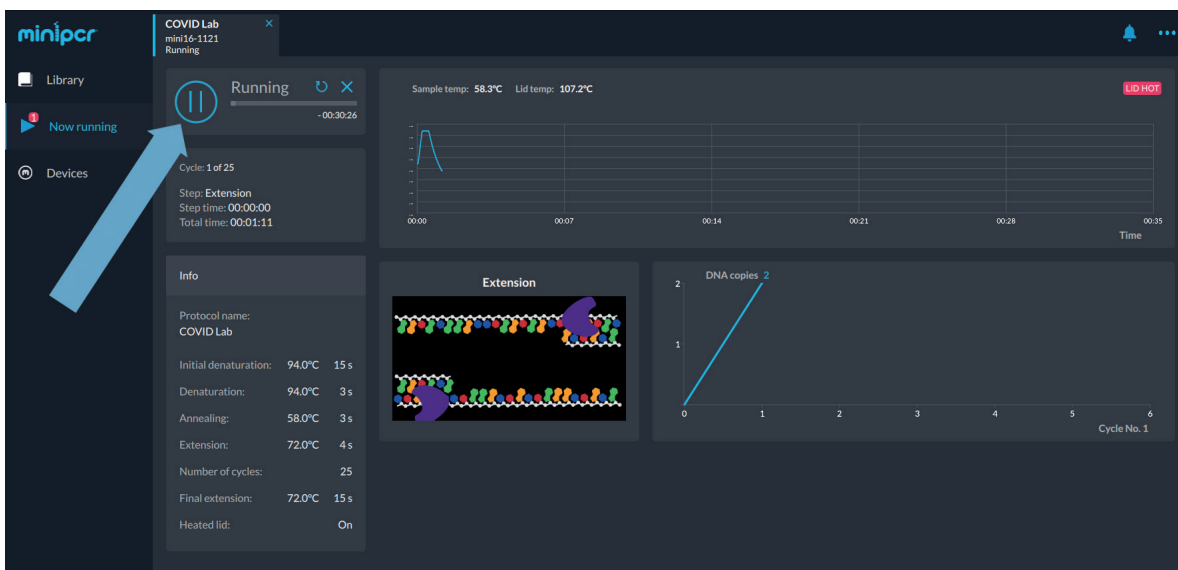 minipcr
COVID Lab
mini16-1121
Running
Library
1
Now running
Devices
Running
- 00:30:26
Cycle: 1 of 25
Step: Extension
Step time: 00:00:00
Total time: 00:01:11
Info
Protocol name:
COVID Lab
Initial denaturation: 94.0°C 15 s
Denaturation: 94.0°C 3 s
Annealing: 58.0°C 3 s
Extension: 72.0°C 4 s
Number of cycles: 25
Final extension: 72.0°C 15 s
Heated lid: On
Sample temp: 58.3°C Lid temp: 107.2°C
LID HOT
00:00 00:07 00:14 00:21 00:28 00:35
Time
Extension
DNA copies 2
2
1
0 1 2 3 4 5 6
Cycle No. 1